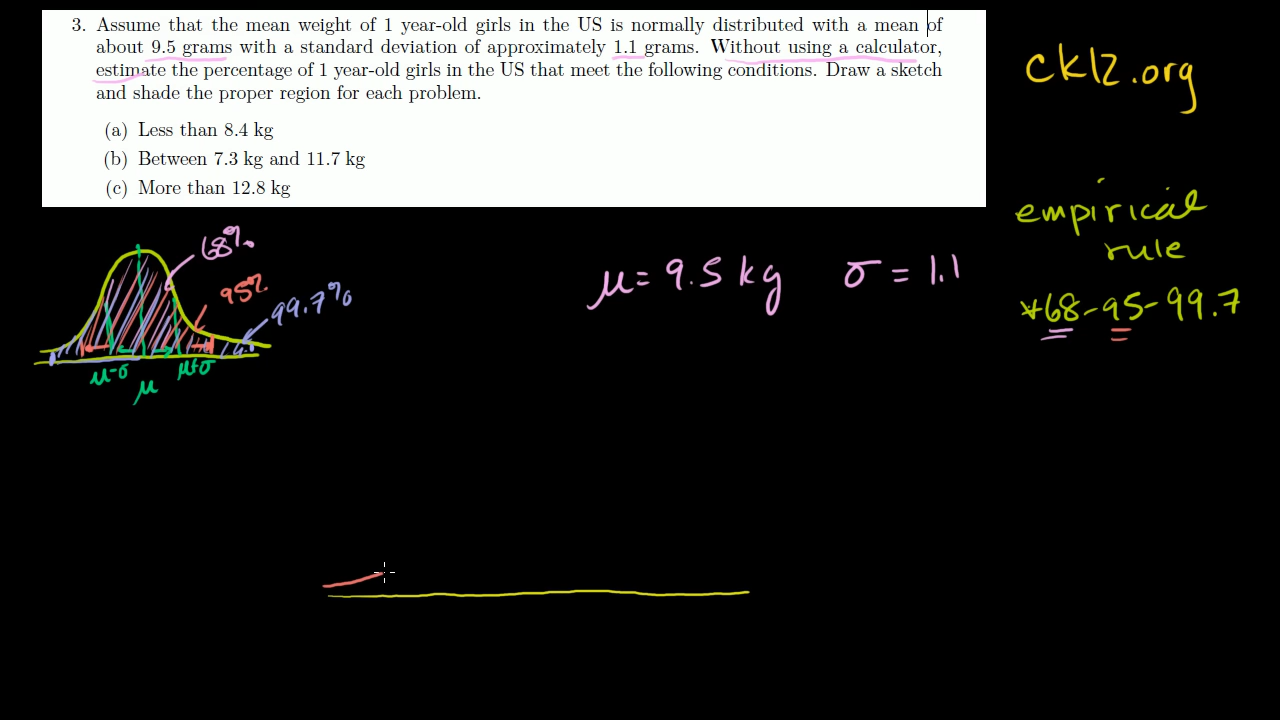 3. Assume that the mean weight of 1 year-old girls in the US is normally distributed with a mean of
about 9.5 grams with a standard deviation of approximately 1.1 grams. Without using a calculator,
estimate the percentage of 1 year-old girls in the US that meet the following conditions. Draw a sketch
and shade the proper region for each problem.
(a) Less than 8.4 kg
(b) Between 7.3 kg and 11.7 kg
(c) More than 12.8 kg
ck12.org
empirical
rule
*68-95-99.7
μ = 9.5 kg σ = 1.1
68%
95%
99.7%
μ-σ μ μ+σ